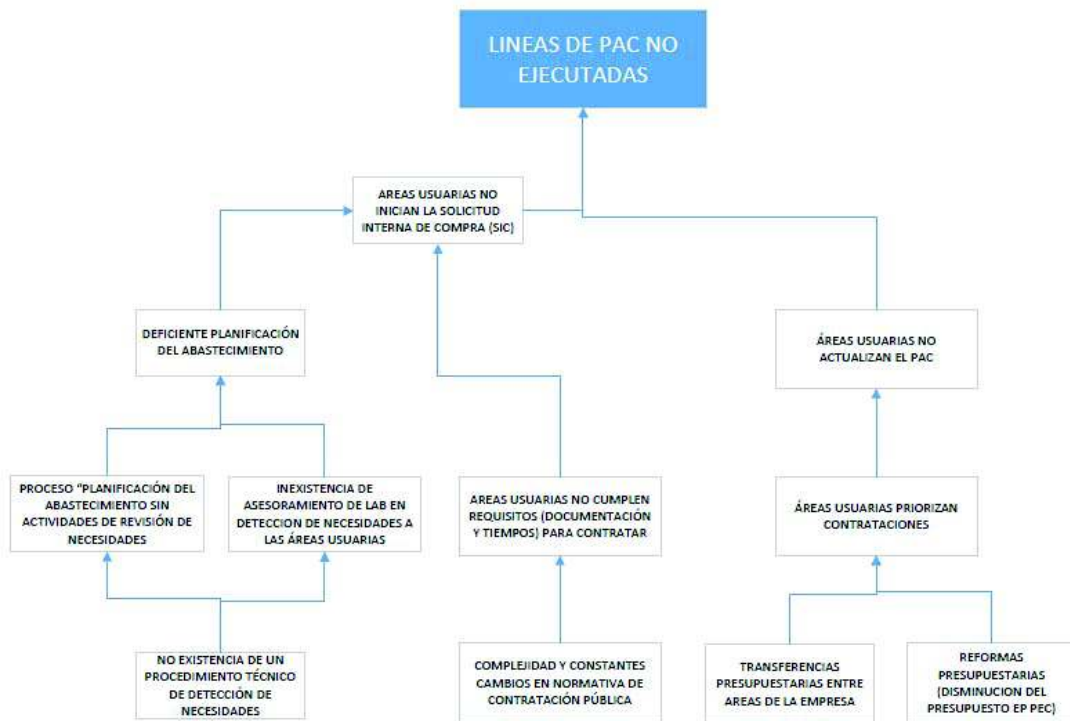 LINEAS DE PAC NO
EJECUTADAS
AREAS USUARIAS NO
INICIAN LA SOLICITUD
INTERNA DE COMPRA (SIC)
DEFICIENTE PLANIFICACIÓN
DEL ABASTECIMIENTO
ÁREAS USUARIAS NO
ACTUALIZAN EL PAC
PROCESO "PLANIFICACIÓN DEL
ABASTECIMIENTO SIN
ACTIVIDADES DE REVISIÓN DE
NECESIDADES
INEXISTENCIA DE
ASESORAMIENTO DE LAB EN
DETECCION DE NECESIDADES A
LAS ÁREAS USUARIAS
AREAS USUARIAS NO CUMPLEN
REQUISITOS (DOCUMENTACIÓN
Y TIEMPOS) PARA CONTRATAR
ÁREAS USUARIAS PRIORIZAN
CONTRATACIONES
NO EXISTENCIA DE UN
PROCEDIMIENTO TÉCNICO
DE DETECCIÓN DE
NECESIDADES
COMPLEJIDAD Y CONSTANTES
CAMBIOS EN NORMATIVA DE
CONTRATACIÓN PÚBLICA
TRANSFERENCIAS
PRESUPUESTARIAS ENTRE
AREAS DE LA EMPRESA
REFORMAS
PRESUPUESTARIAS
(DISMINUCION DEL
PRESUPUESTO EP PEC)